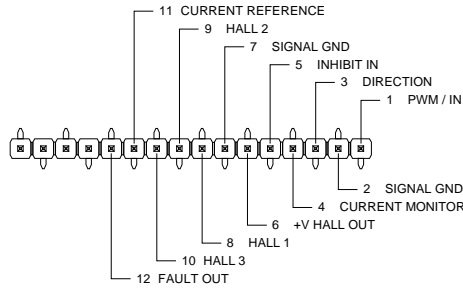 11 CURRENT REFERENCE
9 HALL 2
7 SIGNAL GND
5 INHIBIT IN
3 DIRECTION
1 PWM / IN
2 SIGNAL GND
4 CURRENT MONITOR
6 +V HALL OUT
8 HALL 1
10 HALL 3
12 FAULT OUT